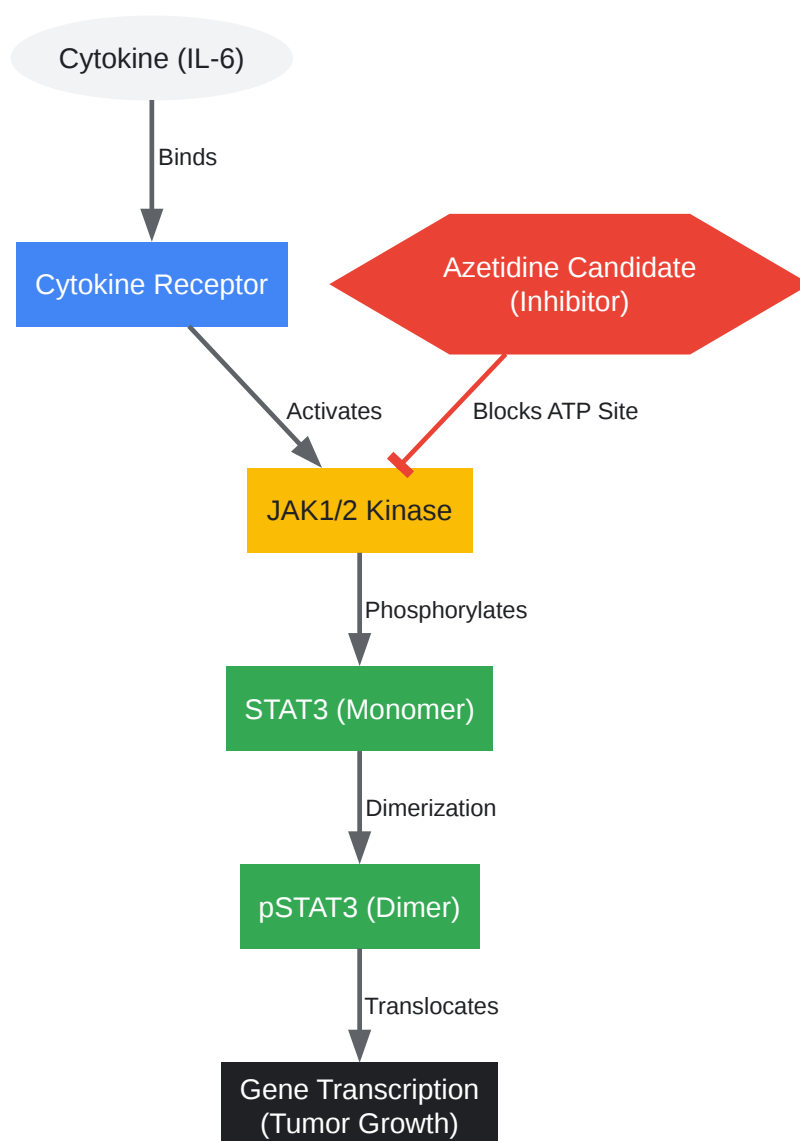 Cytokine (IL-6)
Binds
Cytokine Receptor
Azetidine Candidate
(Inhibitor)
Activates
Blocks ATP Site
JAK1/2 Kinase
Phosphorylates
STAT3 (Monomer)
Dimerization
pSTAT3 (Dimer)
Translocates
Gene Transcription
(Tumor Growth)